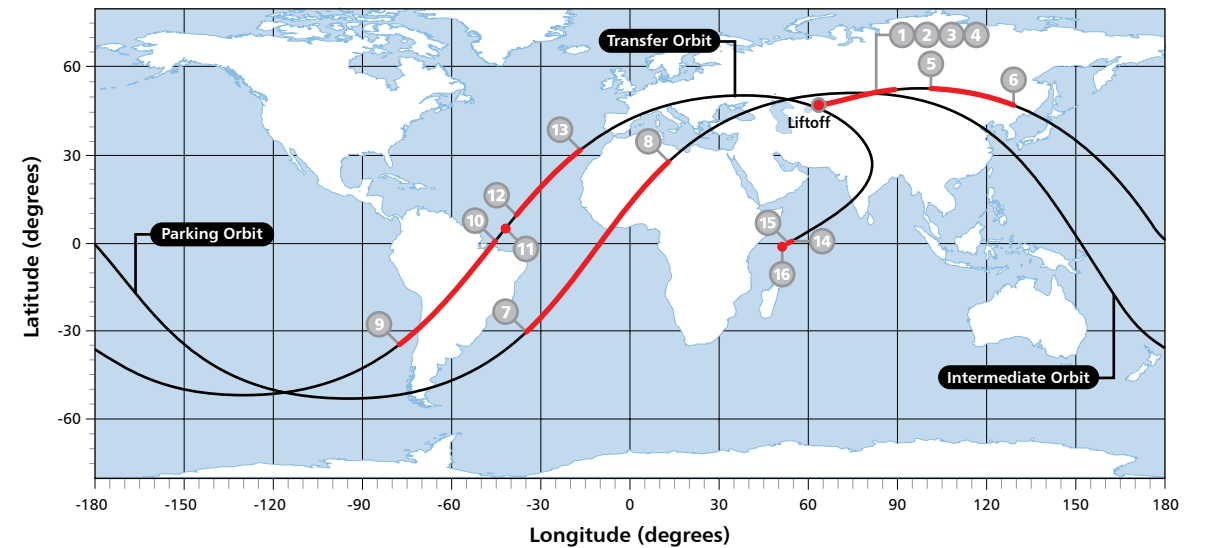 Transfer Orbit
1 2 3 4
5
6
60
Liftoff
13
8
30
12
10
11
15
14
16
Parking Orbit
0
9
7
-30
Intermediate Orbit
-60
-180 -150 -120 -90 -60 -30 0 30 60 90 120 150 180
Longitude (degrees)
Latitude (degrees)